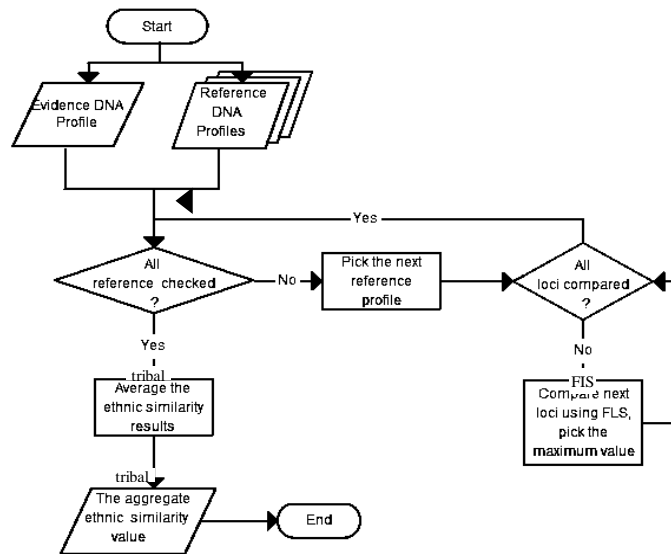 Start
Evidence DNA
Profile
Reference
DNA
Profiles
Yes
All
reference checked
?
No
Pick the next
reference
profile
All
loci compared
?
Yes
No
tribal
Average the
ethnic similarity
results
FIS
Compare next
loci using FLS,
pick the
maximum value
tribal
The aggregate
ethnic similarity
value
End